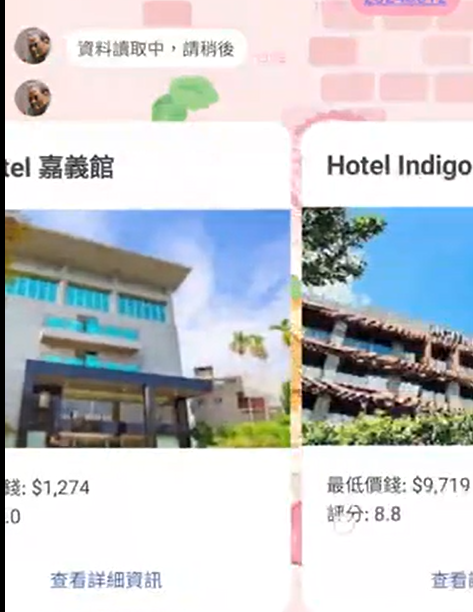 資料讀取中，請稍後
tel 嘉義館
錢: $1,274
.0
查看詳細資訊
Hotel Indigo
最低價錢: $9,719
評分: 8.8
查看